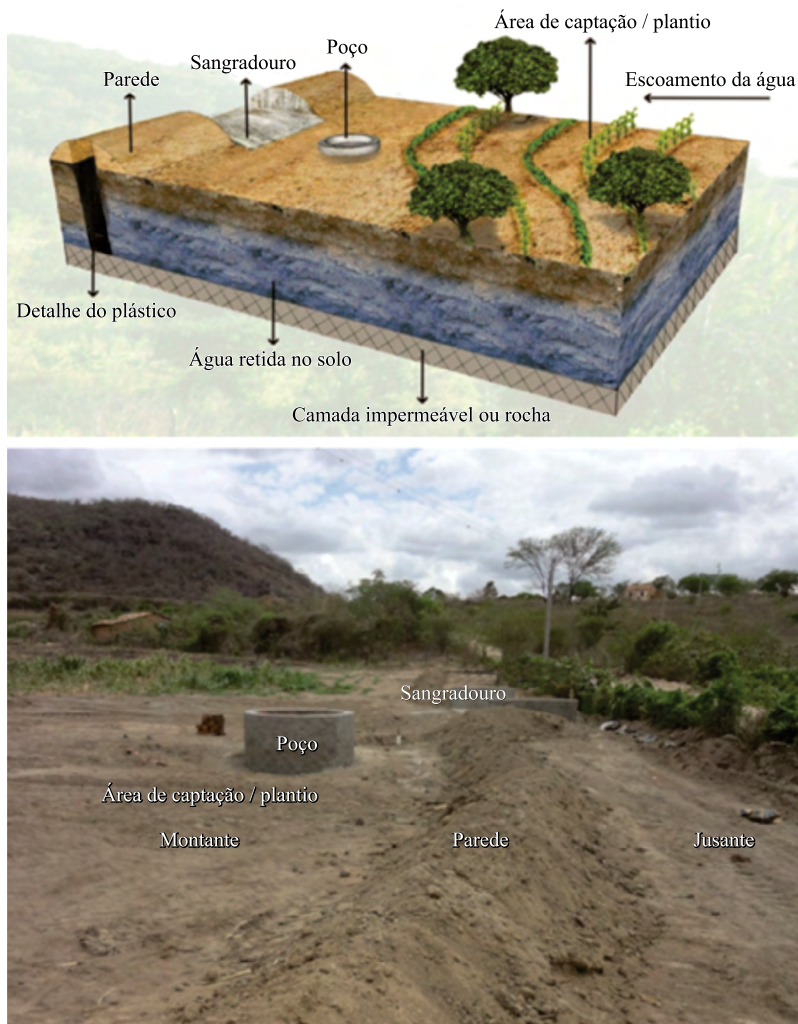 Área de captação / plantio
Poço
Sangradouro
Parede
Escoamento da água
Detalhe do plástico
Água retida no solo
Camada impermeável ou rocha
Sangradouro
Poço
Área de captação / plantio
Montante
Parede
Jusante